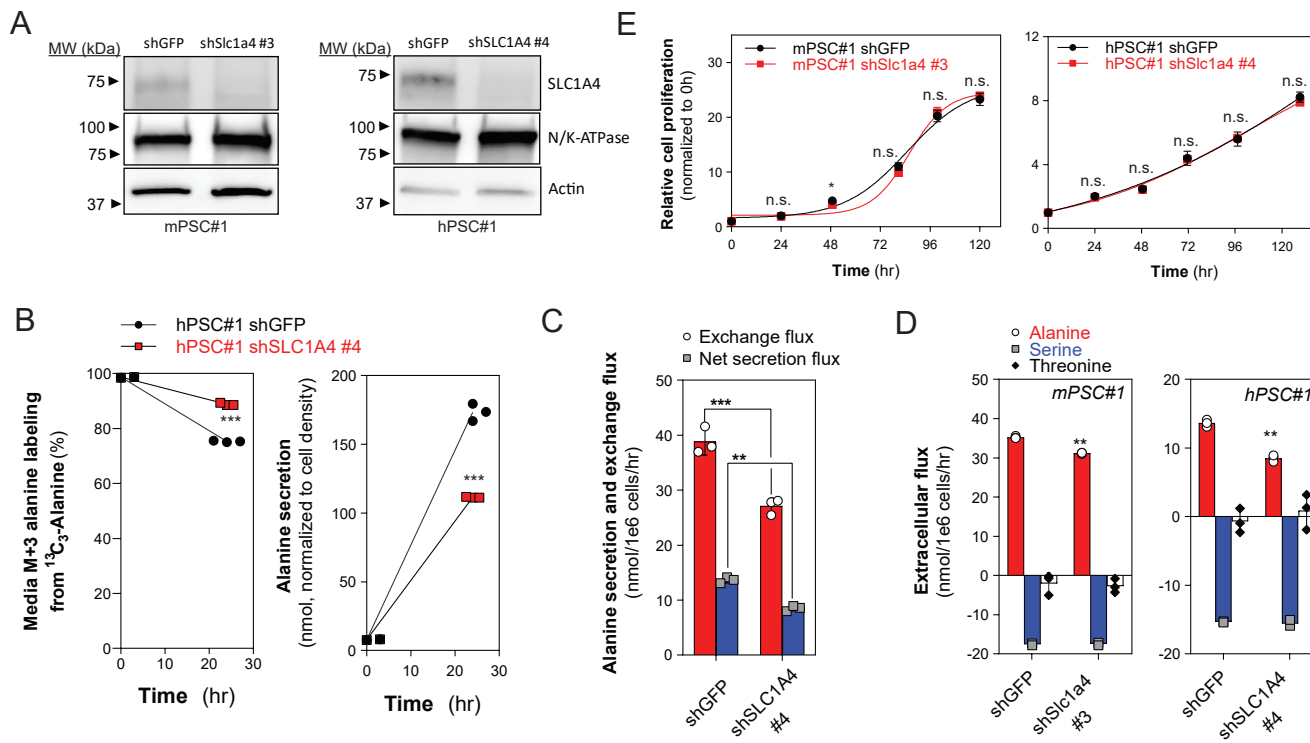 A
MW (kDa)
shGFP
shSlc1a4 #3
75
100
75
37
mPSC#1
MW (kDa)
shGFP
shSLC1A4 #4
75
SLC1A4
100
75
N/K-ATPase
Actin
37
hPSC#1
E
Relative cell proliferation
(normalized to 0h)
30
20
10
0
mPSC#1 shGFP
mPSC#1 shSlc1a4 #3
n.s.
*
n.s.
n.s.
n.s.
0 24 48 72 96 120
Time (hr)
12
8
4
0
hPSC#1 shGFP
hPSC#1 shSlc1a4 #4
n.s.
n.s.
n.s.
n.s.
n.s.
0 24 48 72 96 120
Time (hr)
B
hPSC#1 shGFP
hPSC#1 shSLC1A4 #4
Media M+3 alanine labeling
from ¹³C₃-Alanine (%)
100
80
60
40
20
0
***
0 10 20 30
Time (hr)
Alanine secretion
(nmol, normalized to cell density)
200
150
100
50
0
***
0 10 20 30
Time (hr)
C
Exchange flux
Net secretion flux
Alanine secretion and exchange flux
(nmol/1e6 cells/hr)
50
40
30
20
10
0
***
**
shGFP
shSLC1A4
#4
D
Alanine
Serine
Threonine
Extracellular flux
(nmol/1e6 cells/hr)
50
40
30
20
10
0
-10
-20
mPSC#1
**
shGFP
shSlc1a4
#3
20
10
0
-10
-20
hPSC#1
**
shGFP
shSLC1A4
#4